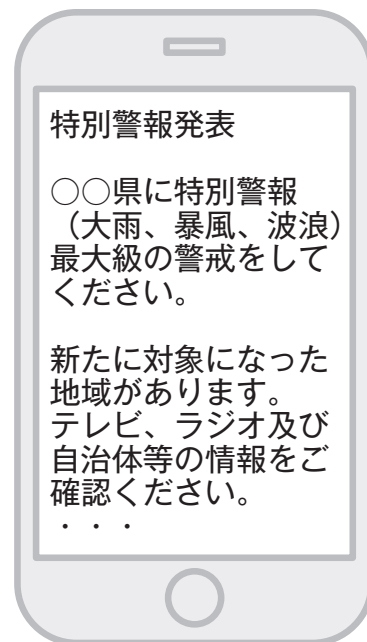 特別警報発表
○○県に特別警報
（大雨、暴風、波浪）
最大級の警戒をして
ください。
新たに対象になった
地域があります。
テレビ、ラジオ及び
自治体等の情報をご
確認ください。
・・・